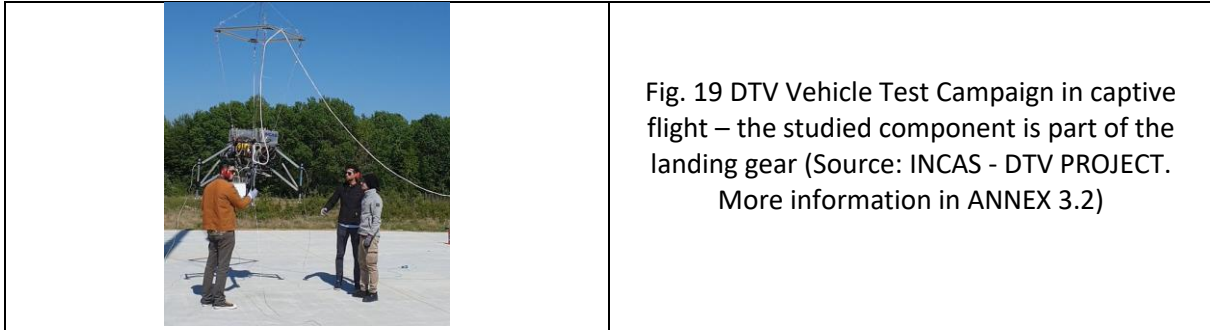 Fig. 19 DTV Vehicle Test Campaign in captive
flight – the studied component is part of the
landing gear (Source: INCAS - DTV PROJECT.
More information in ANNEX 3.2)